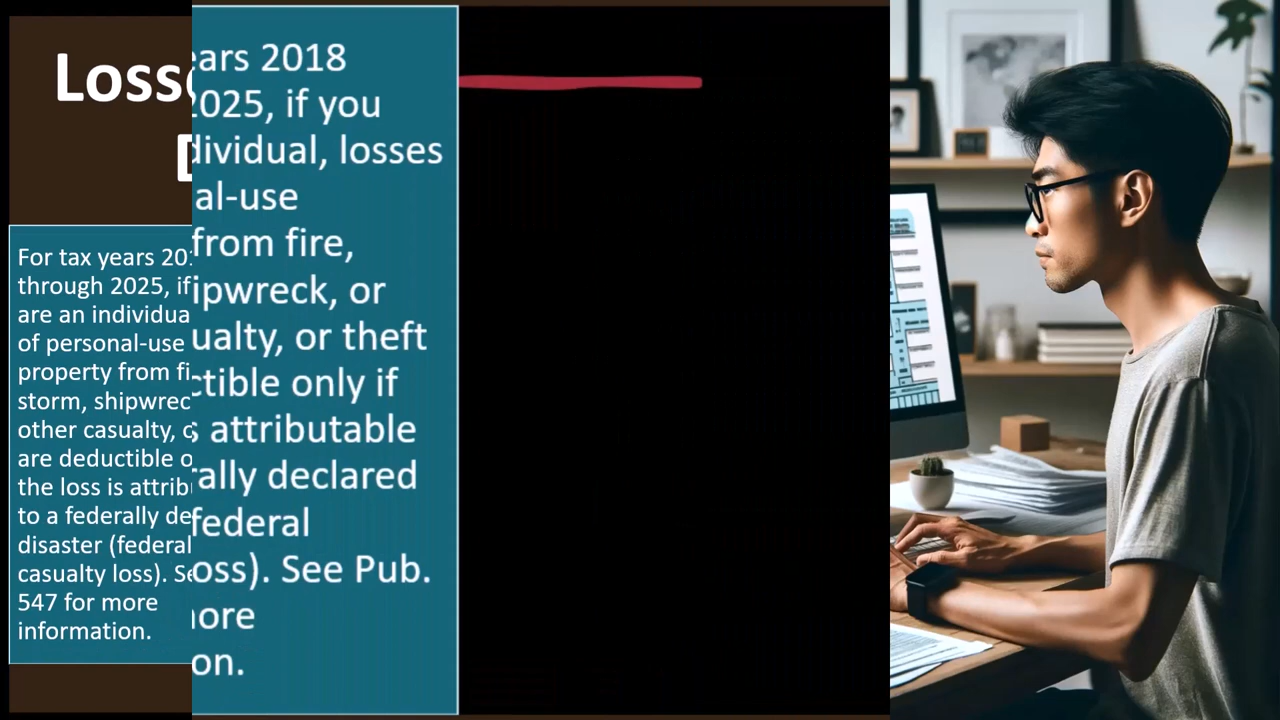 Loss
For tax years 20
through 2025, if
are an individua
of personal-use
property from fi
storm, shipwrec
other casualty, o
are deductible o
the loss is attrib
to a federally de
disaster (federal
casualty loss). Se
547 for more
information.
ears 2018
2025, if you
dividual, losses
al-use
from fire,
ipwreck, or
ualty, or theft
ctible only if
s attributable
rally declared
federal
oss). See Pub.
ore
on.